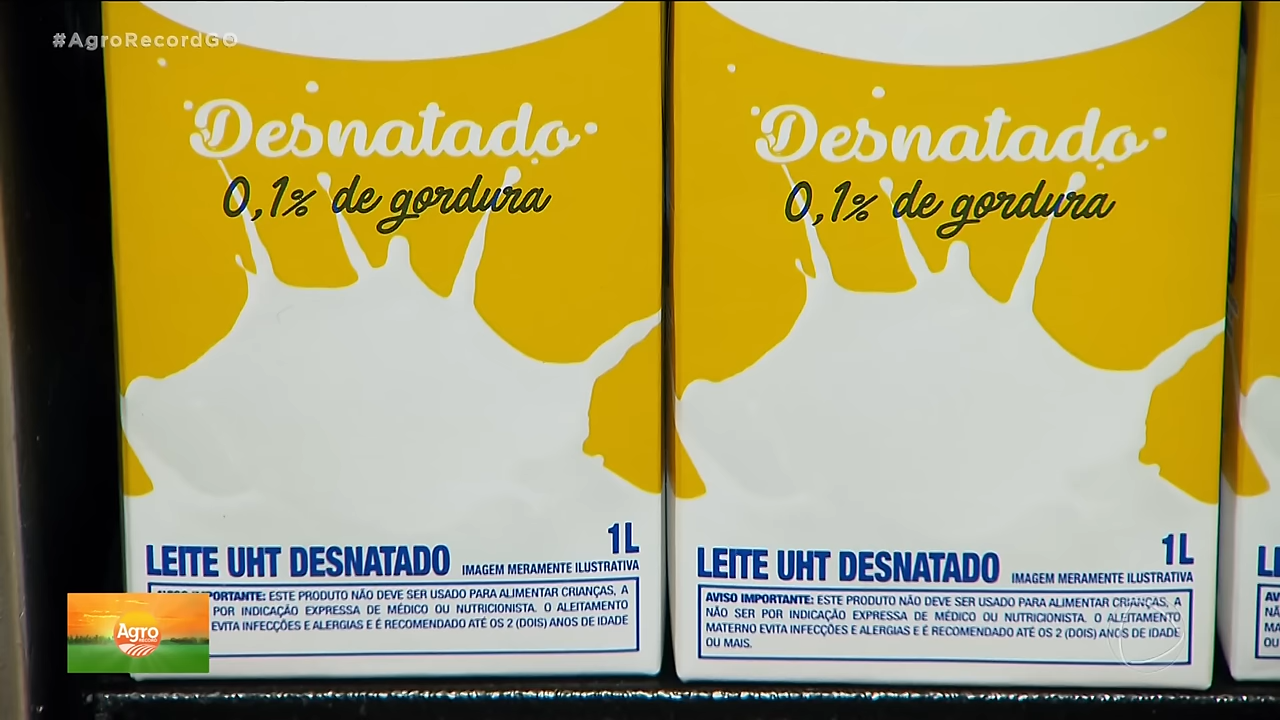 #AgroRecordGO
Desnatado
0,1% de gordura
LEITE UHT DESNATADO
1L
IMAGEM MERAMENTE ILUSTRATIVA
AVISO IMPORTANTE: ESTE PRODUTO NÃO DEVE SER USADO PARA ALIMENTAR CRIANÇAS, A
POR INDICAÇÃO EXPRESSA DE MÉDICO OU NUTRICIONISTA. O ALEITAMENTO
EVITA INFECÇÕES E ALERGIAS E É RECOMENDADO ATÉ OS 2 (DOIS) ANOS DE IDADE
Agro
RECORD
Desnatado
0,1% de gordura
LEITE UHT DESNATADO
1L
IMAGEM MERAMENTE ILUSTRATIVA
AVISO IMPORTANTE: ESTE PRODUTO NÃO DEVE SER USADO PARA ALIMENTAR CRIANÇAS, A
NÃO SER POR INDICAÇÃO EXPRESSA DE MÉDICO OU NUTRICIONISTA. O ALEITAMENTO
MATERNO EVITA INFECÇÕES E ALERGIAS E É RECOMENDADO ATÉ OS 2 (DOIS) ANOS DE IDADE
OU MAIS.